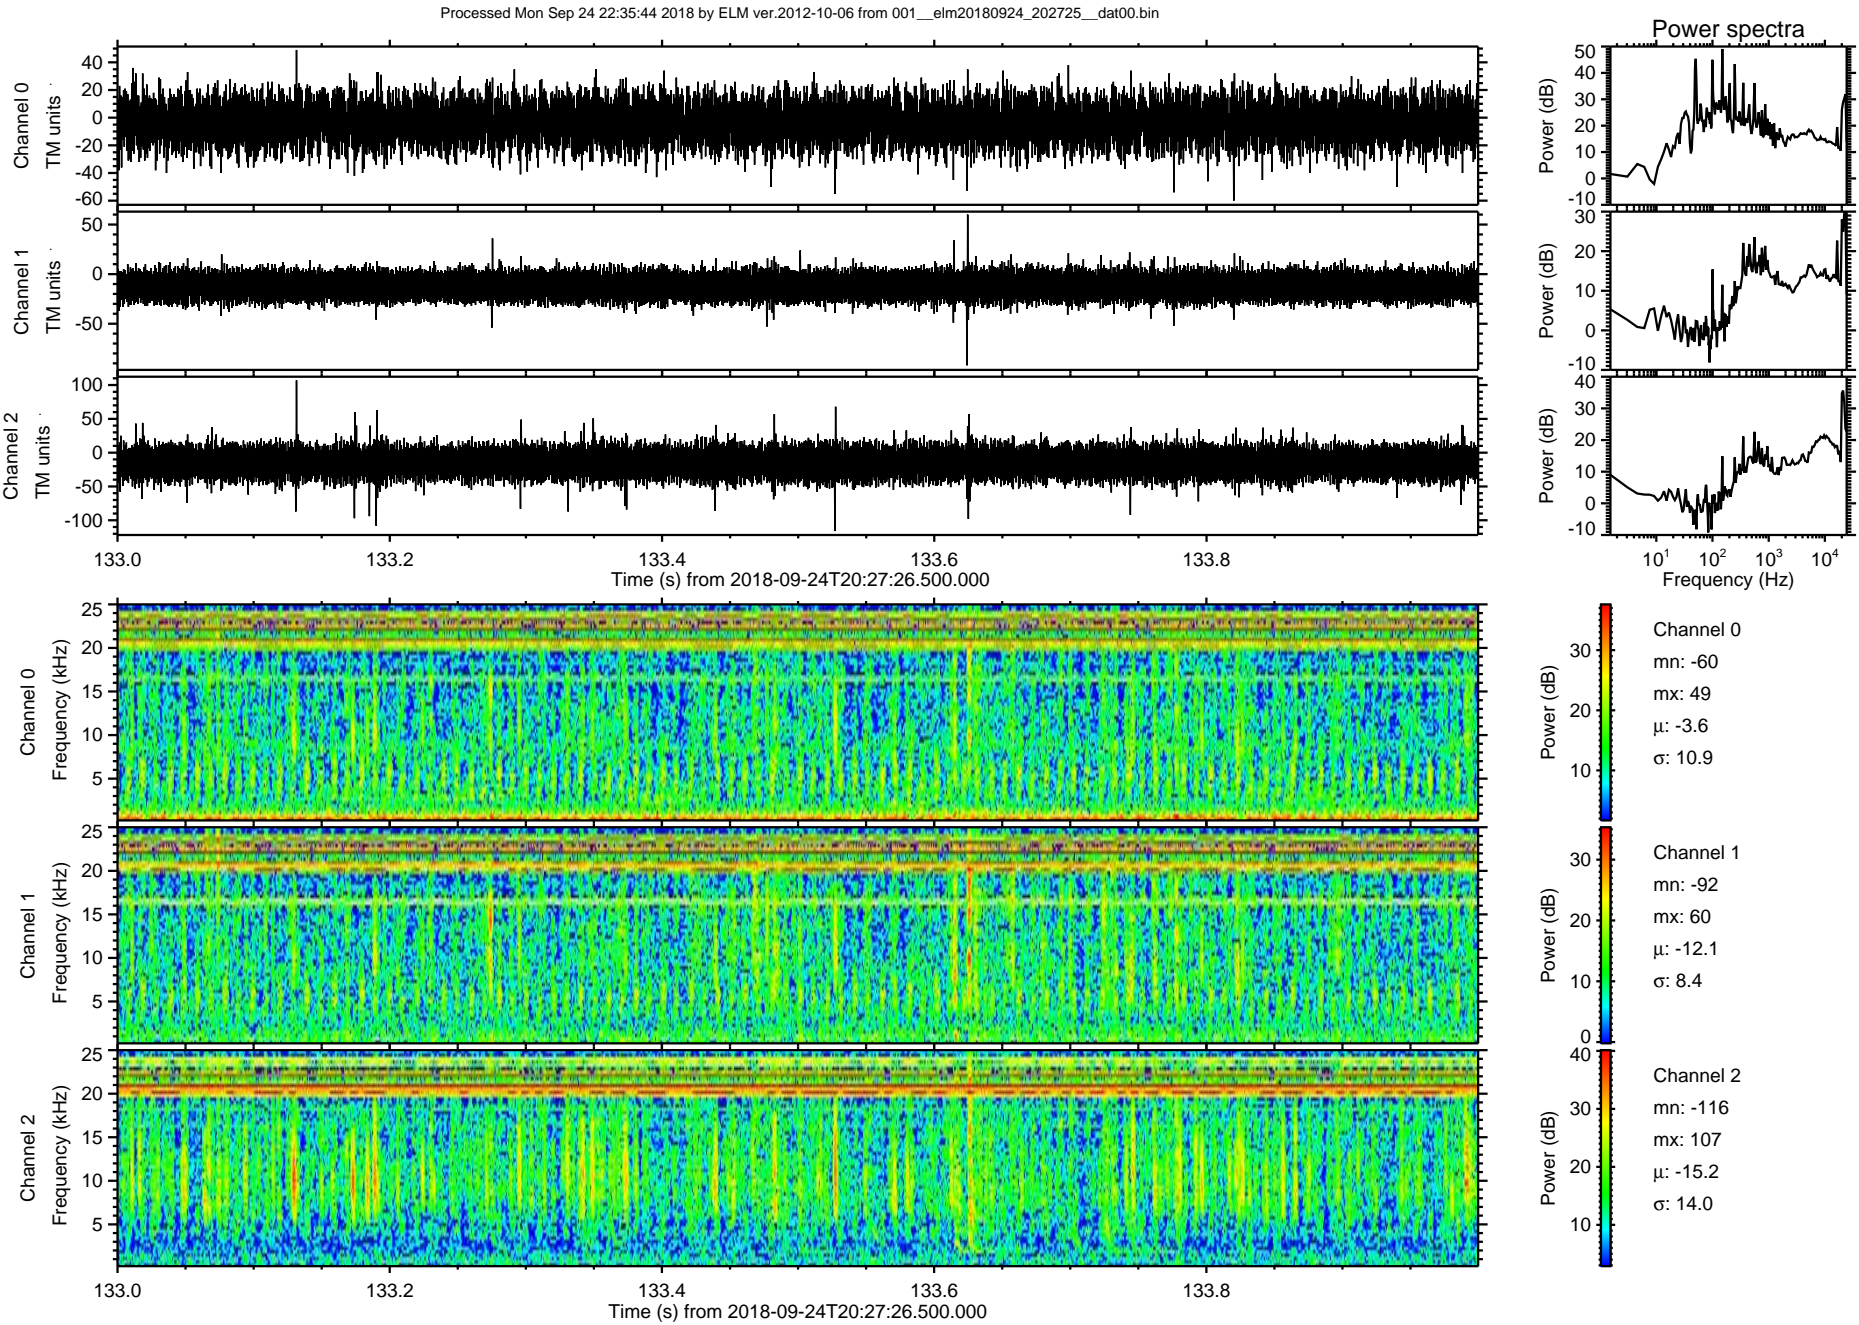 Processed Mon Sep 24 22:35:44 2018 by ELM ver.2012-10-06 from 001__elm20180924_202725__dat00.bin
Power spectra
Channel 0
TM units
40
20
0
-20
-40
-60
Power (dB)
50
40
30
20
10
0
-10
Channel 1
TM units
50
0
-50
Power (dB)
30
20
10
0
-10
Channel 2
TM units
100
50
0
-50
-100
Power (dB)
40
30
20
10
0
-10
133.0 133.2 133.4 133.6 133.8
Time (s) from 2018-09-24T20:27:26.500.000
10^1 10^2 10^3 10^4
Frequency (Hz)
Channel 0
Frequency (kHz)
25
20
15
10
5
Power (dB)
30
20
10
Channel 0
mn: -60
mx: 49
µ: -3.6
σ: 10.9
Channel 1
Frequency (kHz)
25
20
15
10
5
Power (dB)
30
20
10
0
Channel 1
mn: -92
mx: 60
µ: -12.1
σ: 8.4
Channel 2
Frequency (kHz)
25
20
15
10
5
Power (dB)
40
30
20
10
Channel 2
mn: -116
mx: 107
µ: -15.2
σ: 14.0
133.0 133.2 133.4 133.6 133.8
Time (s) from 2018-09-24T20:27:26.500.000